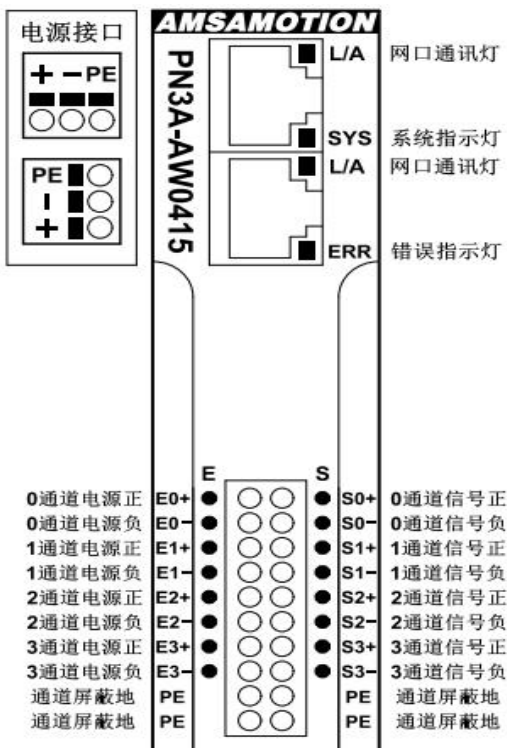 电源接口
+ − PE
PE
−
+
AMSAMOTION
PN3A-AW0415
L/A 网口通讯灯
SYS 系统指示灯
L/A 网口通讯灯
ERR 错误指示灯
E S
0通道电源正 E0+ S0+ 0通道信号正
0通道电源负 E0− S0− 0通道信号负
1通道电源正 E1+ S1+ 1通道信号正
1通道电源负 E1− S1− 1通道信号负
2通道电源正 E2+ S2+ 2通道信号正
2通道电源负 E2− S2− 2通道信号负
3通道电源正 E3+ S3+ 3通道信号正
3通道电源负 E3− S3− 3通道信号负
通道屏蔽地 PE PE 通道屏蔽地
通道屏蔽地 PE PE 通道屏蔽地